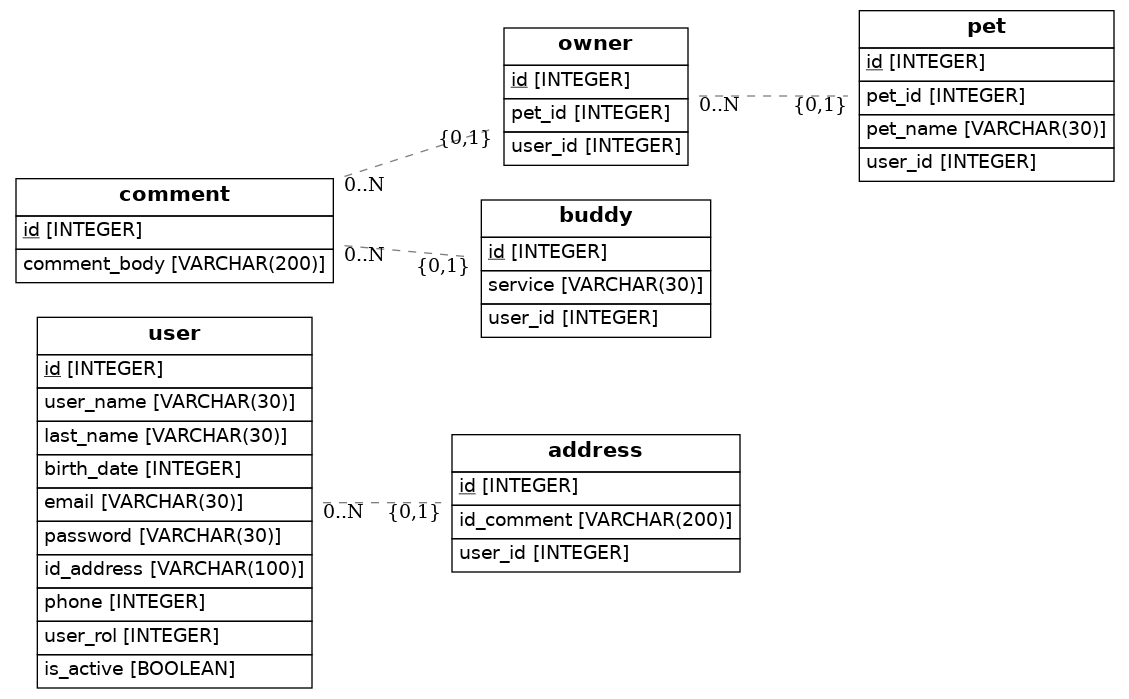 owner
id [INTEGER]
pet_id [INTEGER]
user_id [INTEGER]
pet
id [INTEGER]
pet_id [INTEGER]
pet_name [VARCHAR(30)]
user_id [INTEGER]
0..N
{0,1}
{0,1}
0..N
comment
id [INTEGER]
comment_body [VARCHAR(200)]
0..N
{0,1}
buddy
id [INTEGER]
service [VARCHAR(30)]
user_id [INTEGER]
user
id [INTEGER]
user_name [VARCHAR(30)]
last_name [VARCHAR(30)]
birth_date [INTEGER]
email [VARCHAR(30)]
password [VARCHAR(30)]
id_address [VARCHAR(100)]
phone [INTEGER]
user_rol [INTEGER]
is_active [BOOLEAN]
0..N
{0,1}
address
id [INTEGER]
id_comment [VARCHAR(200)]
user_id [INTEGER]